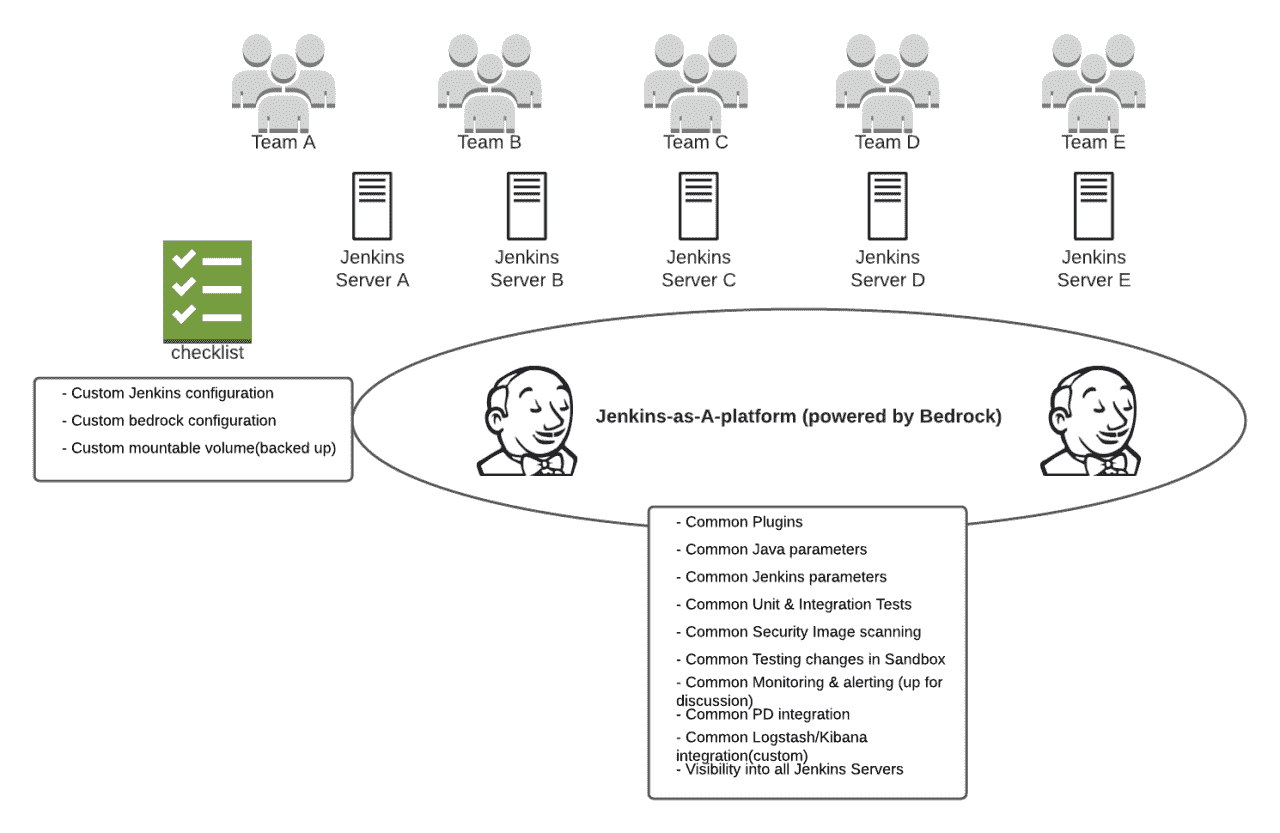 Team A
Team B
Team C
Team D
Team E
Jenkins
Server A
Jenkins
Server B
Jenkins
Server C
Jenkins
Server D
Jenkins
Server E
checklist
- Custom Jenkins configuration
- Custom bedrock configuration
- Custom mountable volume(backed up)
Jenkins-as-A-platform (powered by Bedrock)
- Common Plugins
- Common Java parameters
- Common Jenkins parameters
- Common Unit & Integration Tests
- Common Security Image scanning
- Common Testing changes in Sandbox
- Common Monitoring & alerting (up for
discussion)
- Common PD integration
- Common Logstash/Kibana
integration(custom)
- Visibility into all Jenkins Servers